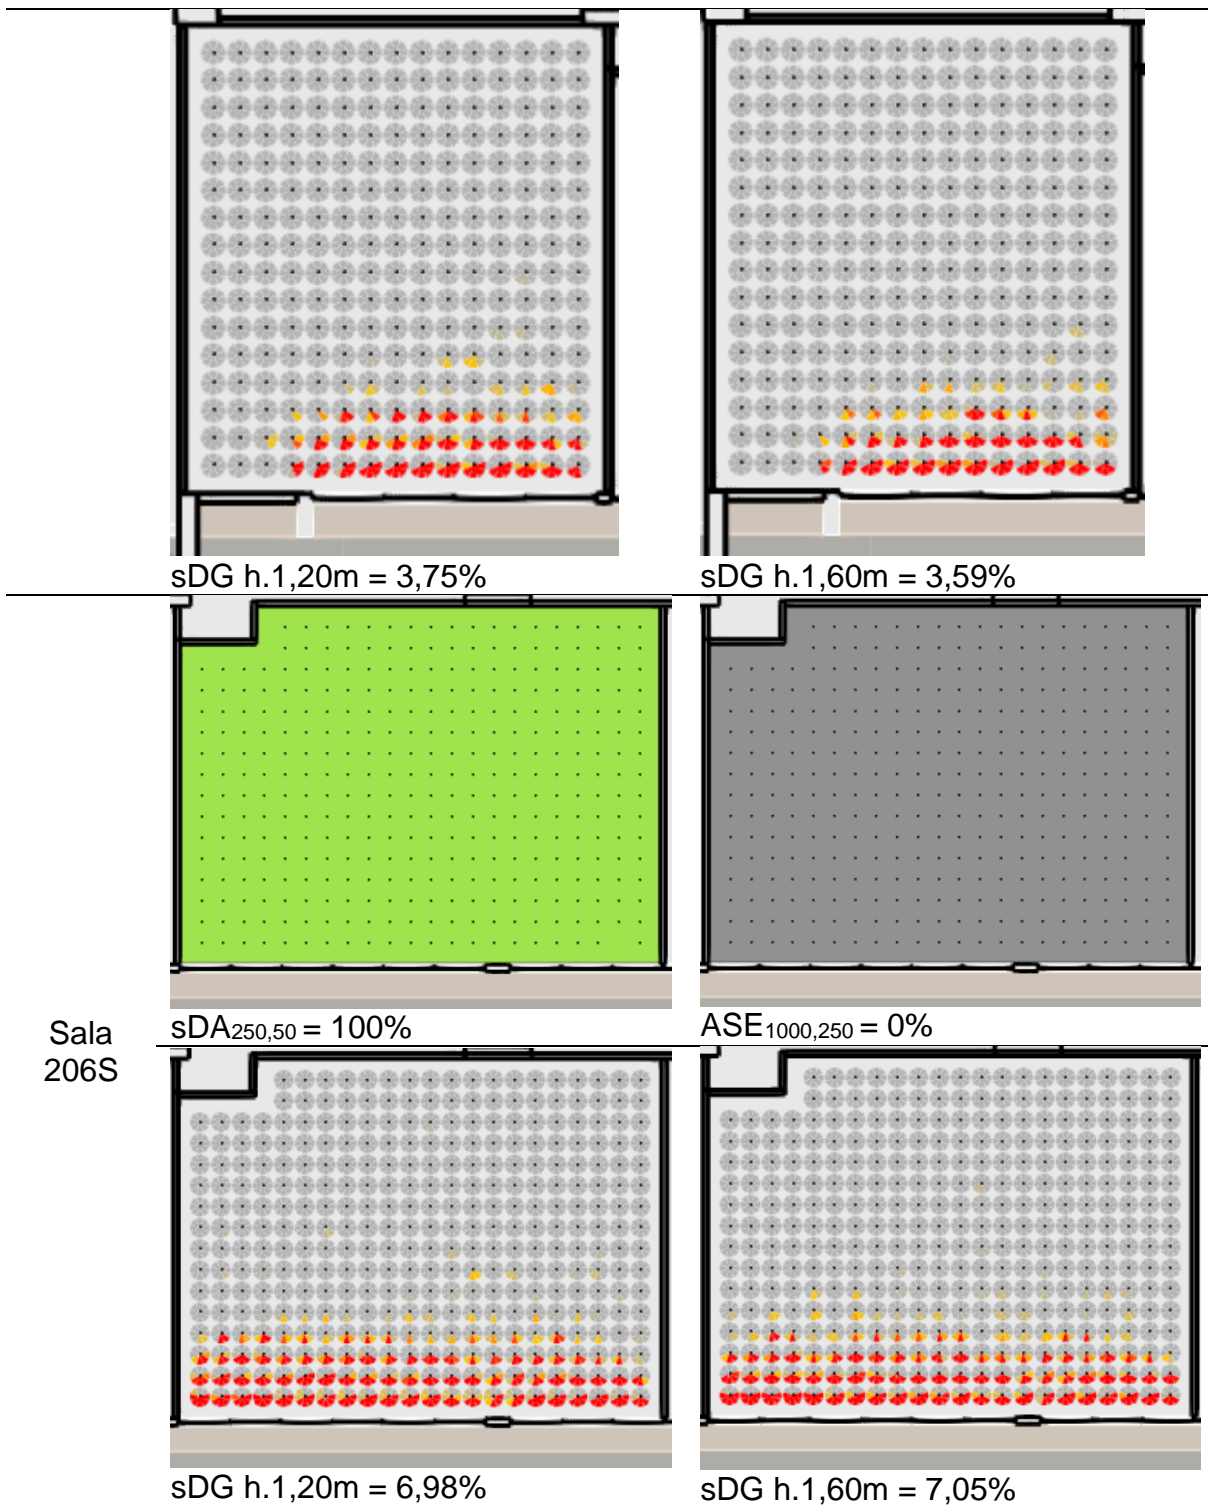 sDG h.1,20m = 3,75%
sDG h.1,60m = 3,59%
Sala
206S
sDA250,50 = 100%
ASE1000,250 = 0%
sDG h.1,20m = 6,98%
sDG h.1,60m = 7,05%